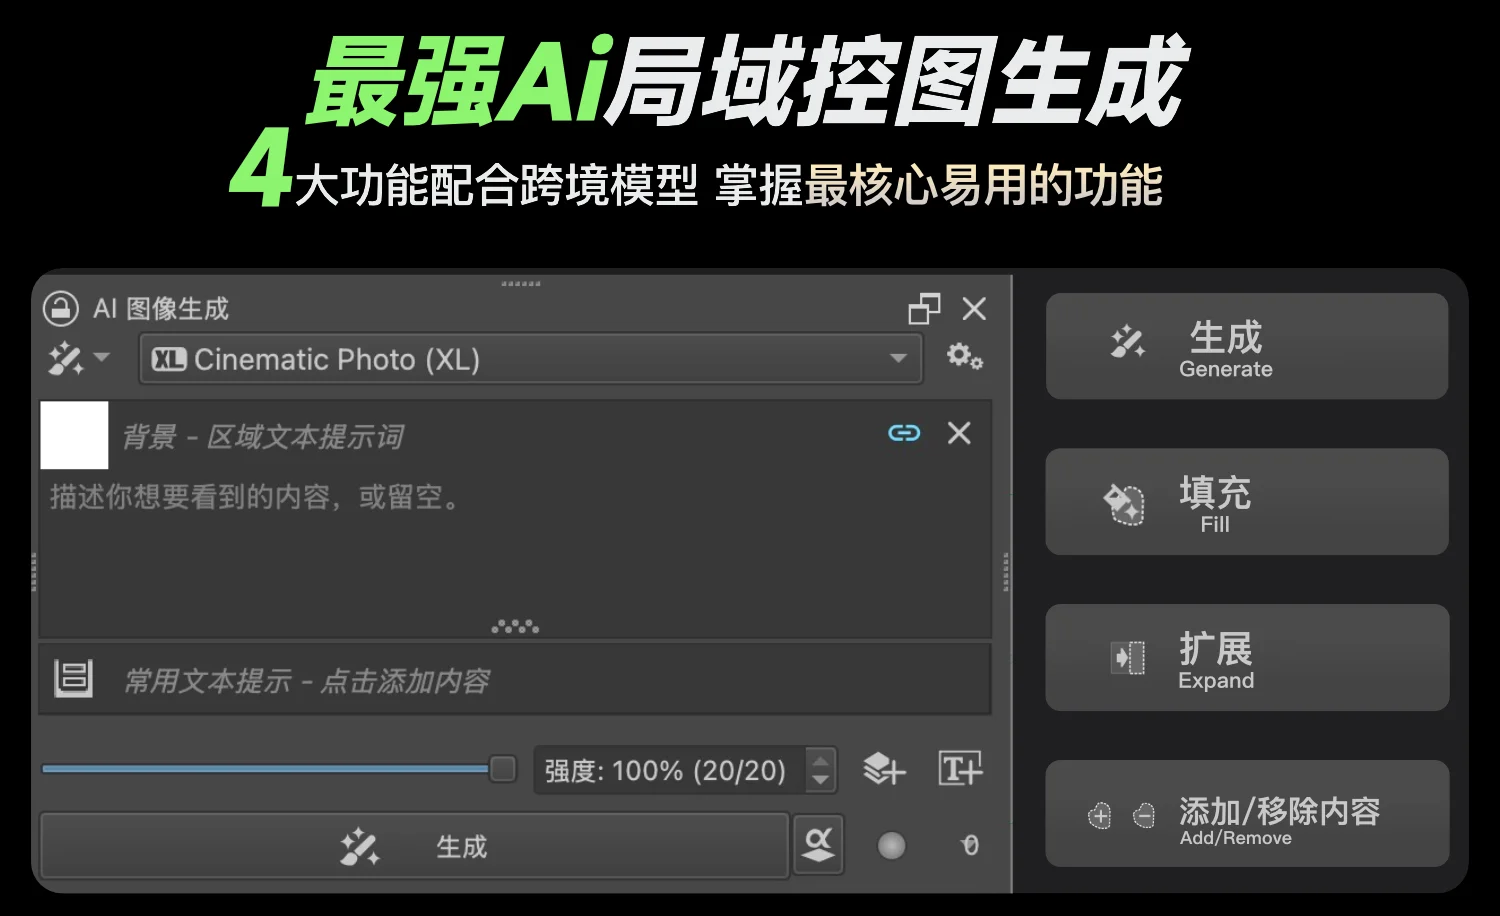 最强Ai局域控图生成
4大功能配合跨境模型 掌握最核心易用的功能
AI 图像生成
XL Cinematic Photo (XL)
背景 – 区域文本提示词
描述你想要看到的内容，或留空。
常用文本提示 – 点击添加内容
强度: 100% (20/20)
生成
0
生成
Generate
填充
Fill
扩展
Expand
添加/移除内容
Add/Remove